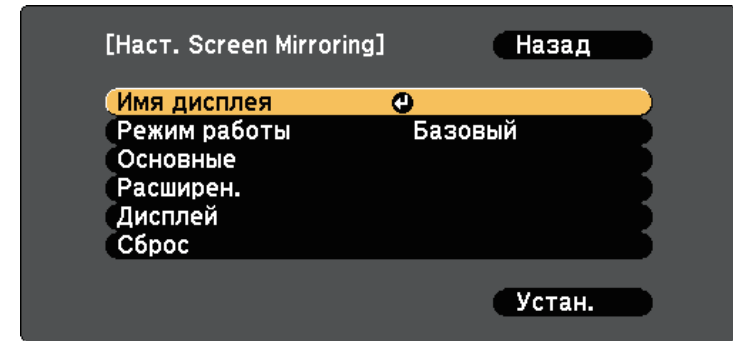 [Наст. Screen Mirroring] Назад
Имя дисплея
Режим работы Базовый
Основные
Расширен.
Дисплей
Сброс
Устан.